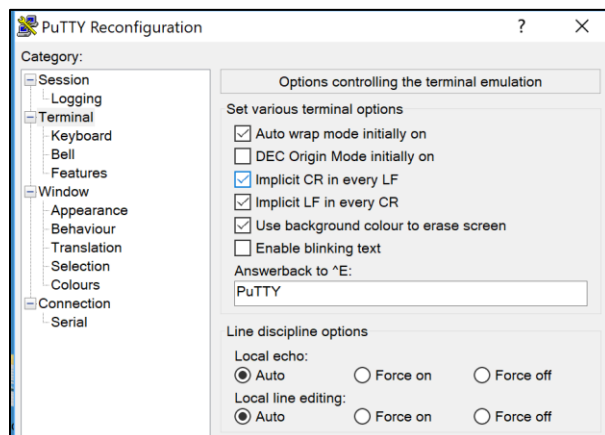 PuTTY Reconfiguration
?
Category:
Session
Logging
Terminal
Keyboard
Bell
Features
Window
Appearance
Behaviour
Translation
Selection
Colours
Connection
Serial
Options controlling the terminal emulation
Set various terminal options
Auto wrap mode initially on
DEC Origin Mode initially on
Implicit CR in every LF
Implicit LF in every CR
Use background colour to erase screen
Enable blinking text
Answerback to ^E:
PuTTY
Line discipline options
Local echo:
Auto Force on Force off
Local line editing:
Auto Force on Force off